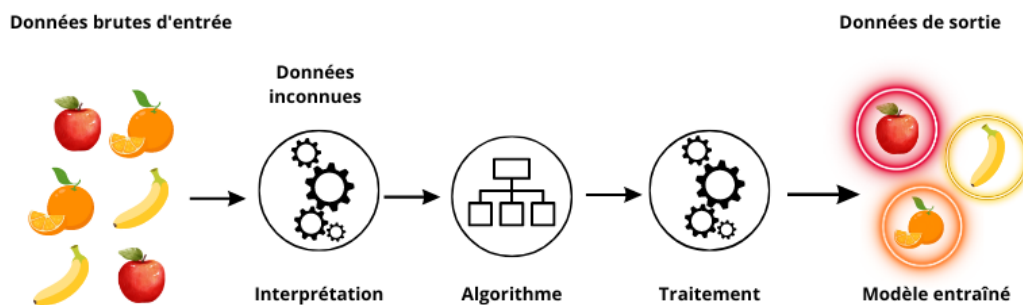 Données brutes d'entrée
Données de sortie
Données
inconnues
Interprétation
Algorithme
Traitement
Modèle entraîné